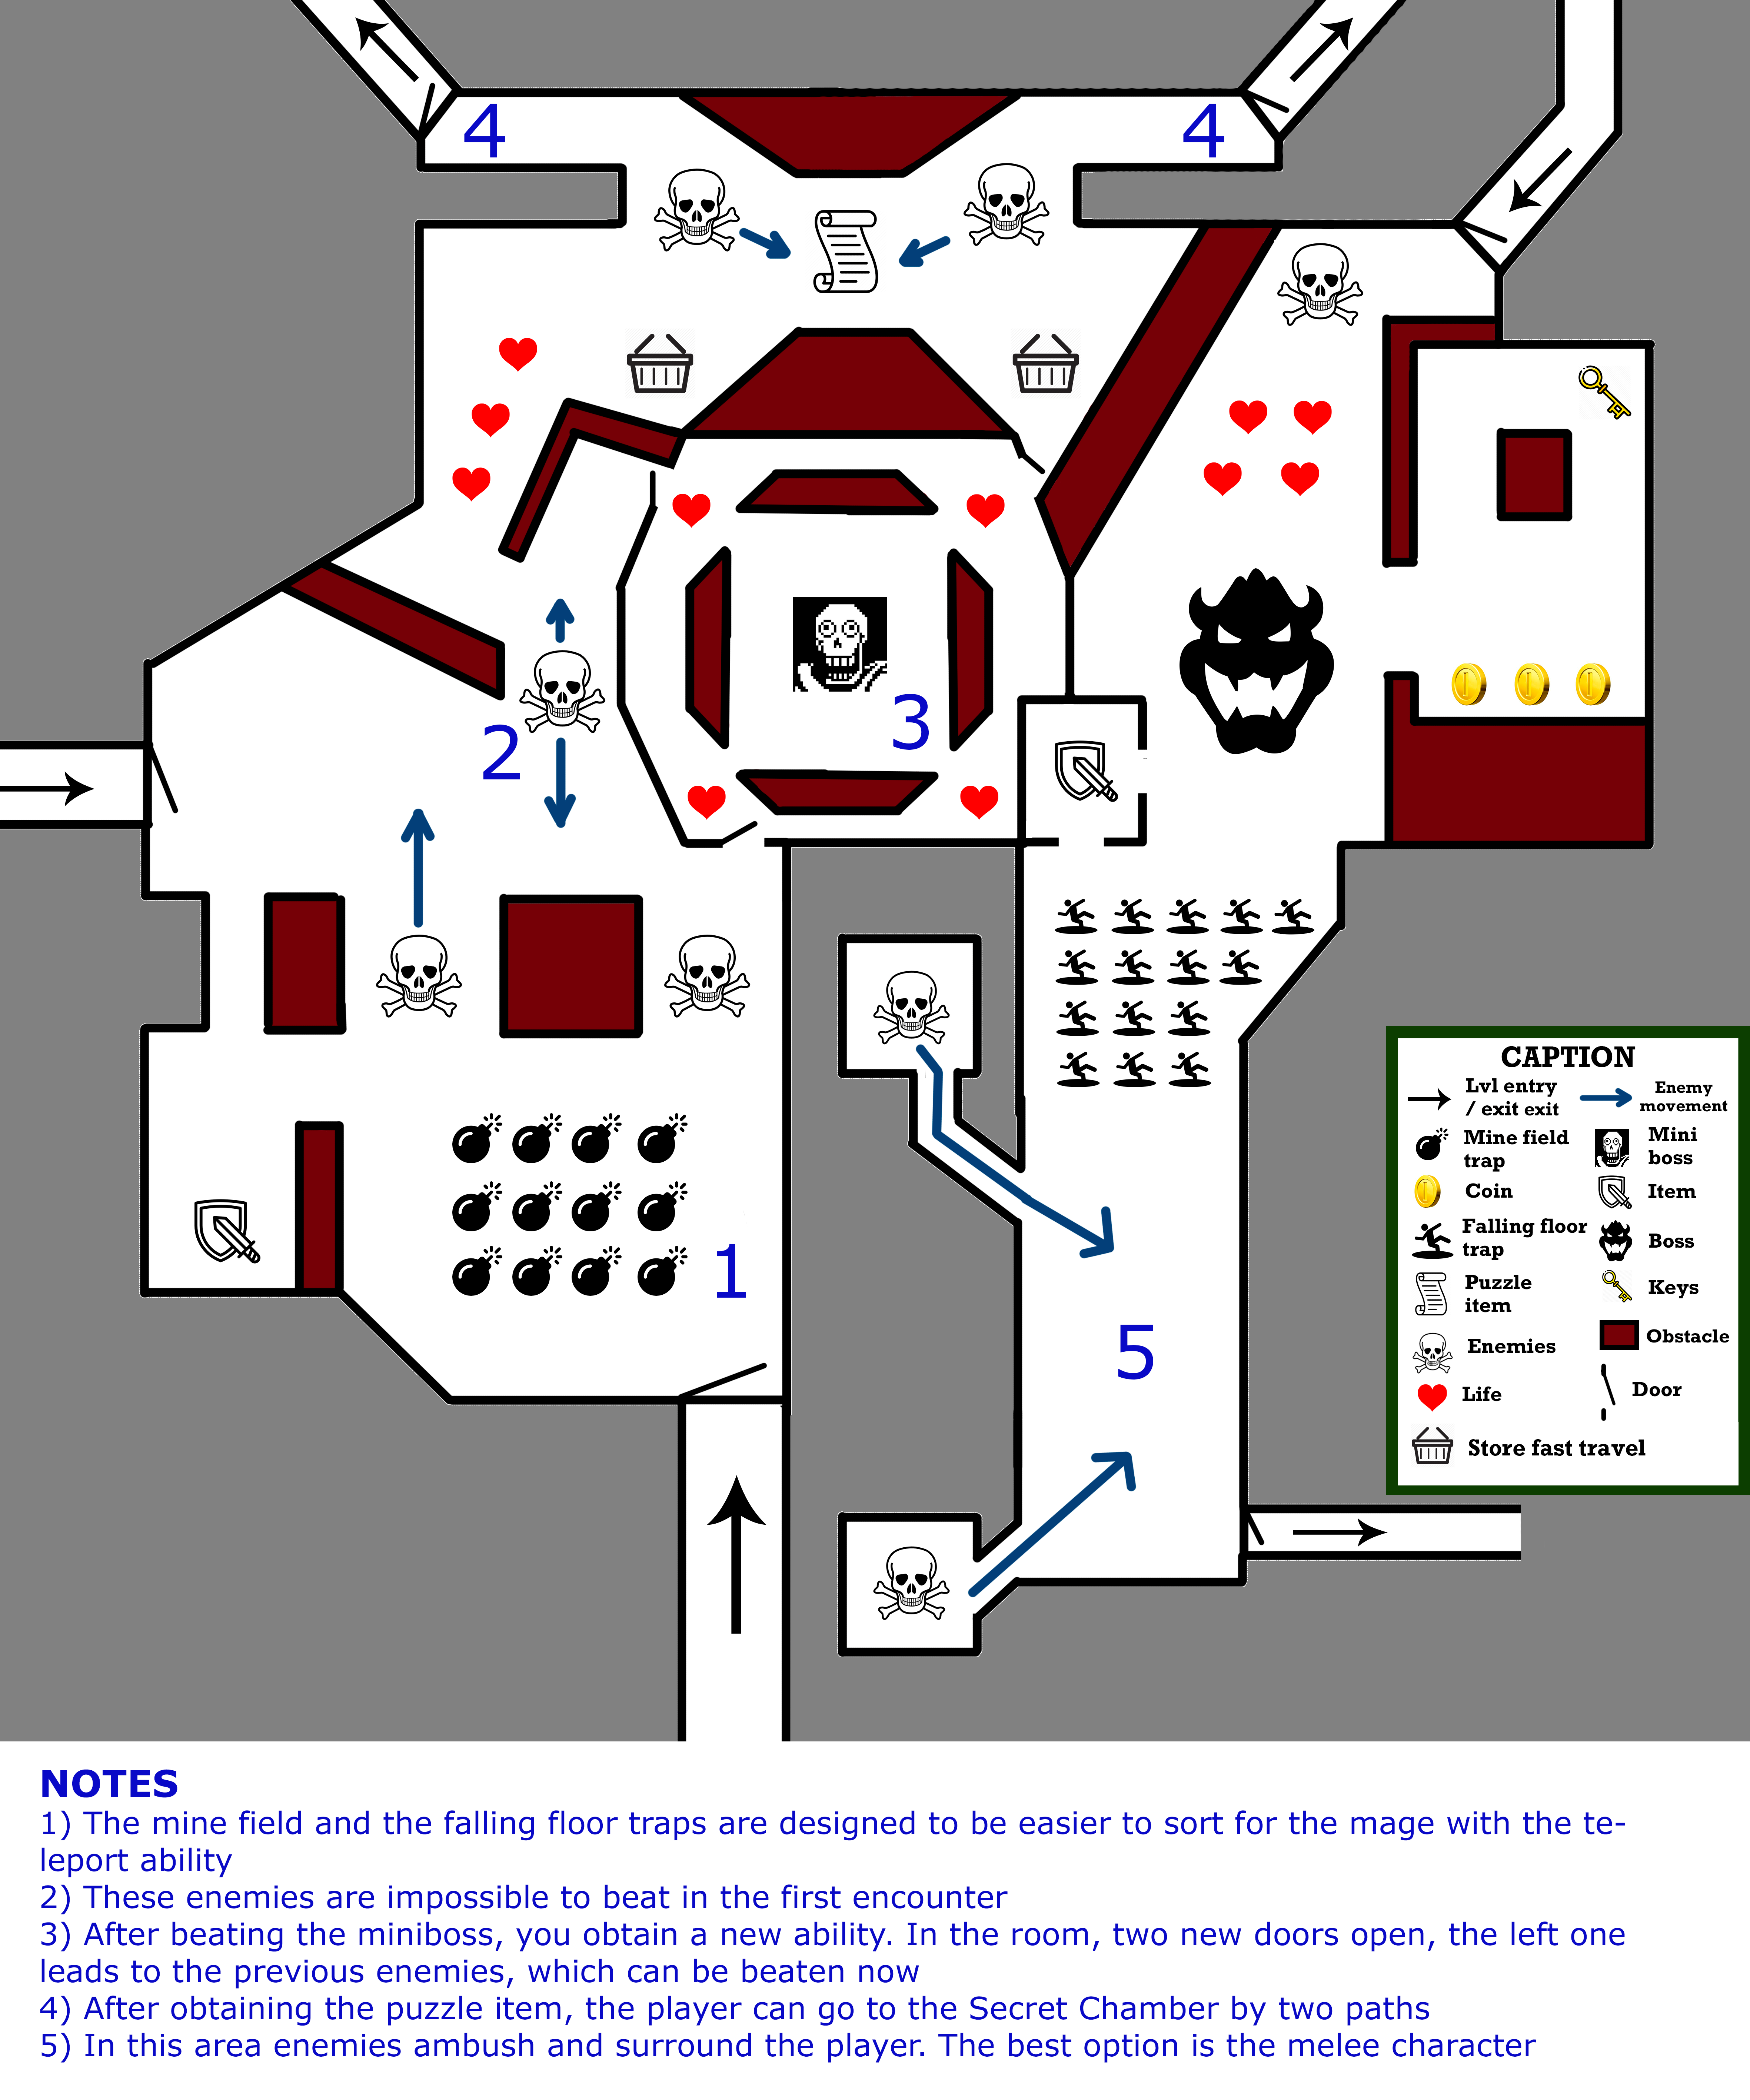 4
4
2
3
1
5
CAPTION
Lvl entry
/ exit exit
Enemy
movement
Mine field
trap
Mini
boss
Coin
Item
Falling floor
trap
Boss
Puzzle
item
Keys
Enemies
Obstacle
Life
Door
Store fast travel
NOTES
1) The mine field and the falling floor traps are designed to be easier to sort for the mage with the te-
leport ability
2) These enemies are impossible to beat in the first encounter
3) After beating the miniboss, you obtain a new ability. In the room, two new doors open, the left one
leads to the previous enemies, which can be beaten now
4) After obtaining the puzzle item, the player can go to the Secret Chamber by two paths
5) In this area enemies ambush and surround the player. The best option is the melee character